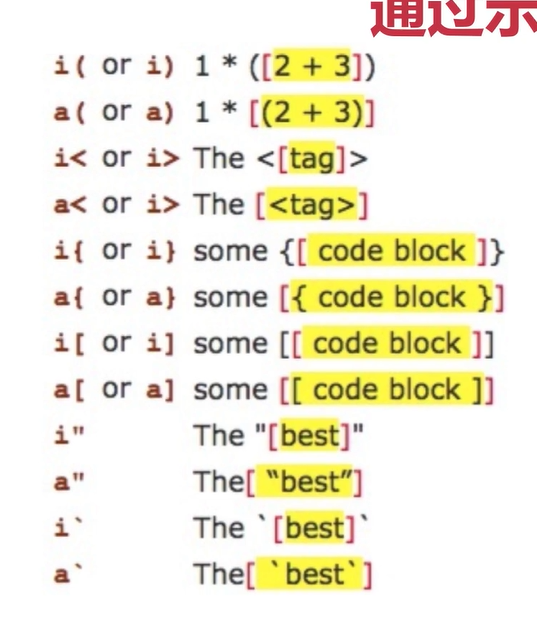 通过示
i( or i) 1 * ([2 + 3])
a( or a) 1 * [(2 + 3)]
i< or i> The <[tag]>
a< or i> The [<tag>]
i{ or i} some {[ code block ]}
a{ or a} some [{ code block }]
i[ or i] some [[ code block ]]
a[ or a] some [[ code block ]]
i" The "[best]"
a" The[ “best”]
i` The `[best]`
a` The[ `best`]